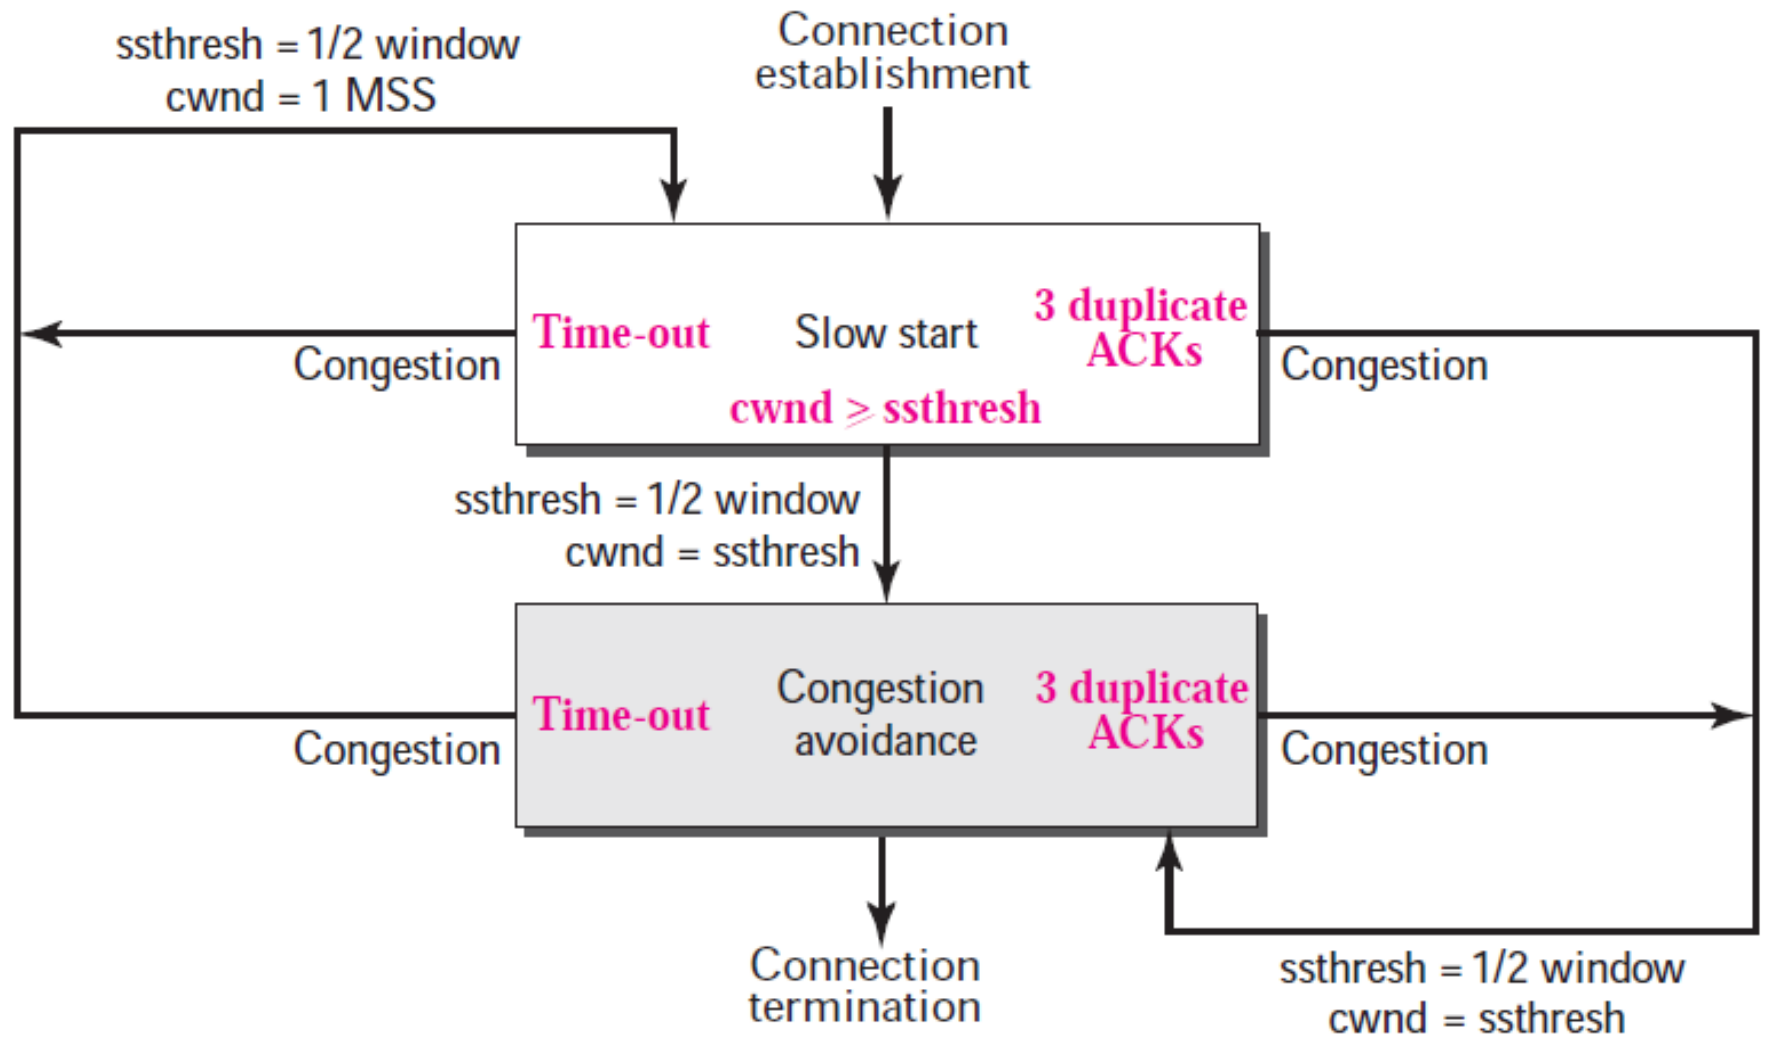 ssthresh = 1/2 window
cwnd = 1 MSS
Connection
establishment
Time-out
Slow start
3 duplicate
ACKs
cwnd ≥ ssthresh
Congestion
Congestion
ssthresh = 1/2 window
cwnd = ssthresh
Time-out
Congestion
avoidance
3 duplicate
ACKs
Congestion
Congestion
Connection
termination
ssthresh = 1/2 window
cwnd = ssthresh